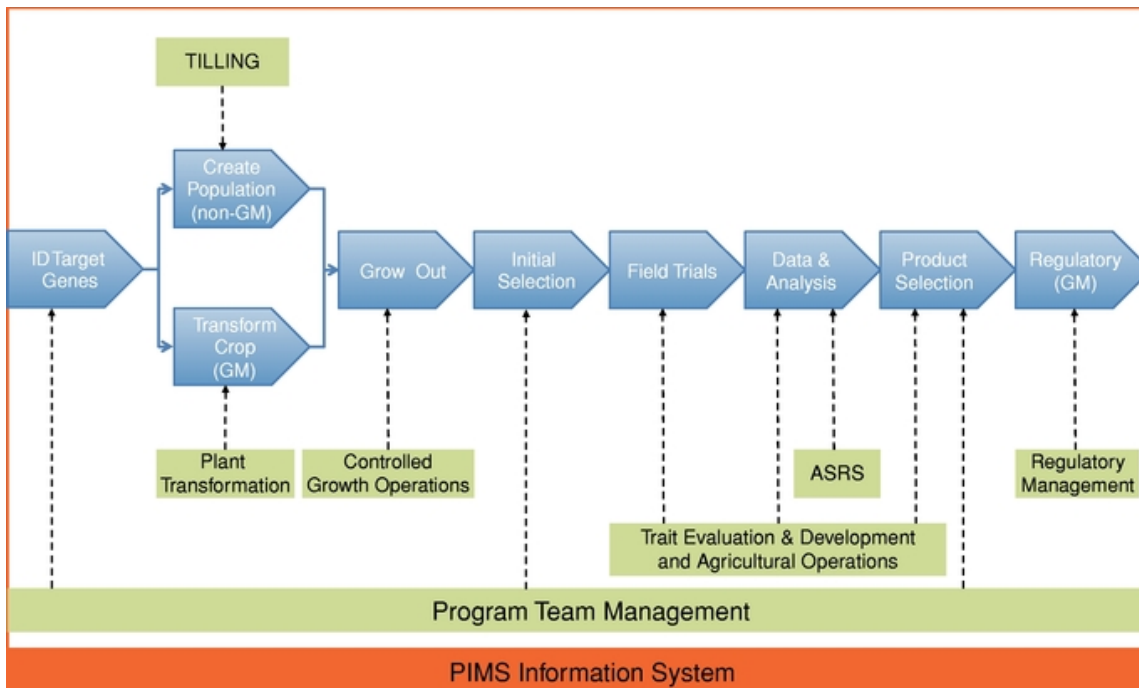 TILLING
Create
Population
(non-GM)
ID Target
Genes
Grow Out
Initial
Selection
Field Trials
Data &
Analysis
Product
Selection
Regulatory
(GM)
Transform
Crop
(GM)
Plant
Transformation
Controlled
Growth Operations
ASRS
Regulatory
Management
Trait Evaluation & Development
and Agricultural Operations
Program Team Management
PIMS Information System